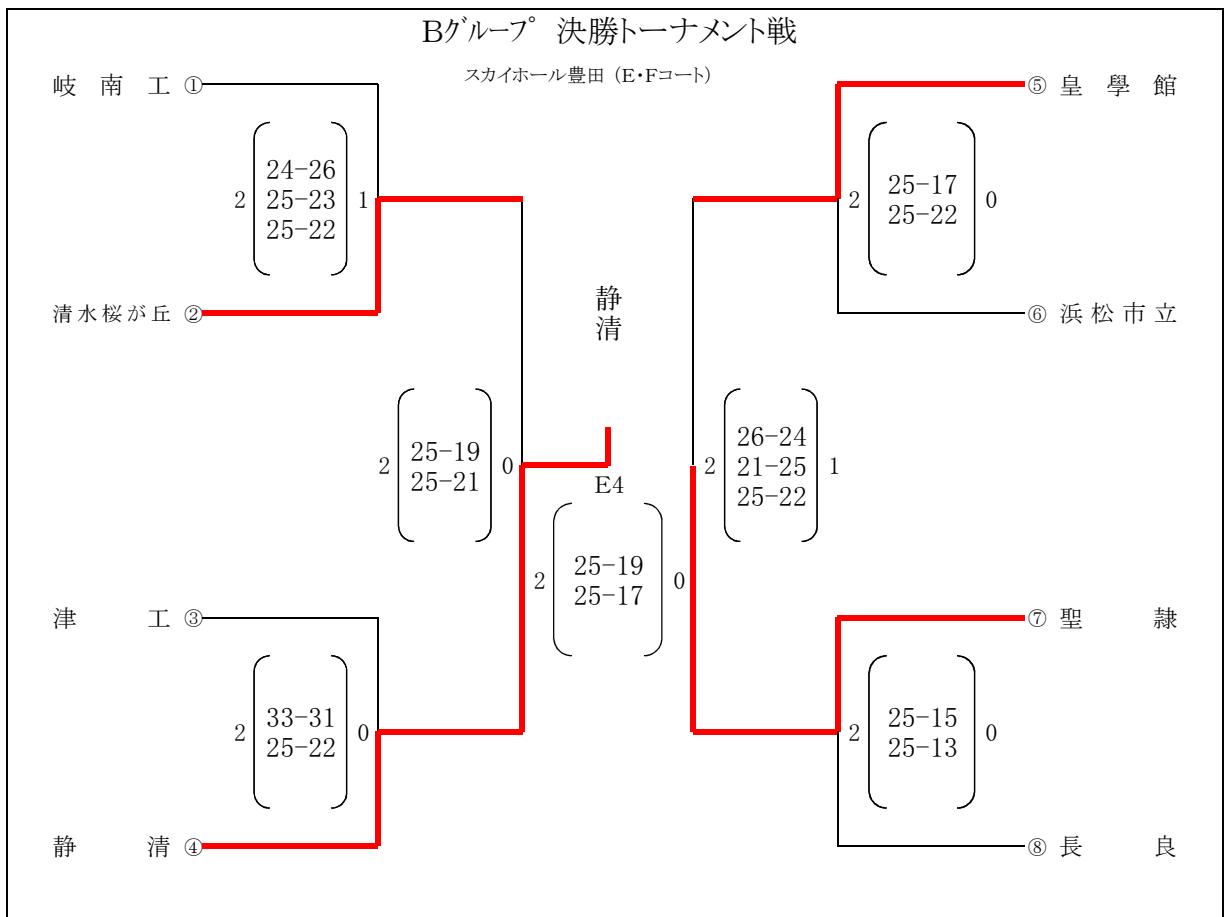 Bグループ 決勝トーナメント戦
スカイホール豊田 (E・Fコート)
岐南工 ①
⑤ 皇學館
2 24-26 1
25-23
25-22
2 25-17 0
25-22
清水桜が丘 ②
⑥ 浜松市立
静清
2 25-19 0
25-21
2 26-24 1
21-25
25-22
E4
2 25-19 0
25-17
津工 ③
⑦ 聖隷
2 33-31 0
25-22
2 25-15 0
25-13
静清 ④
⑧ 長良